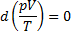 d(pV/T) = 0